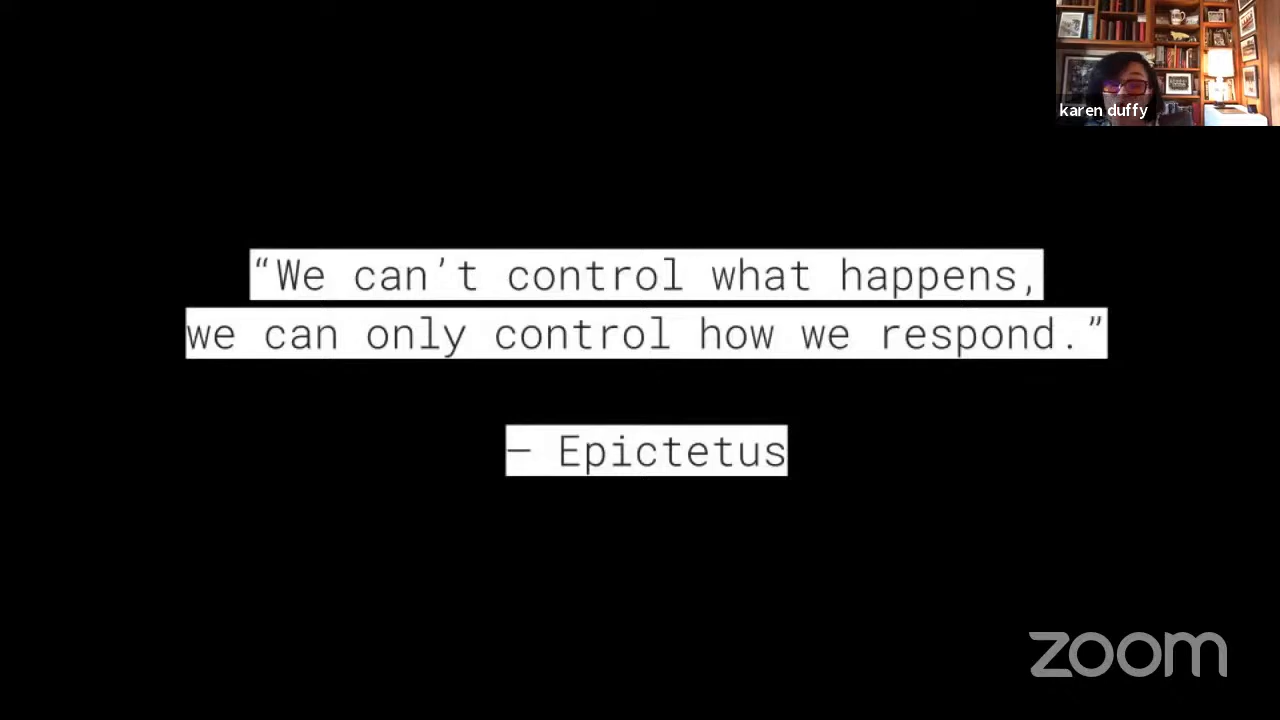 karen duffy
“We can’t control what happens,
we can only control how we respond.”
– Epictetus
zoom